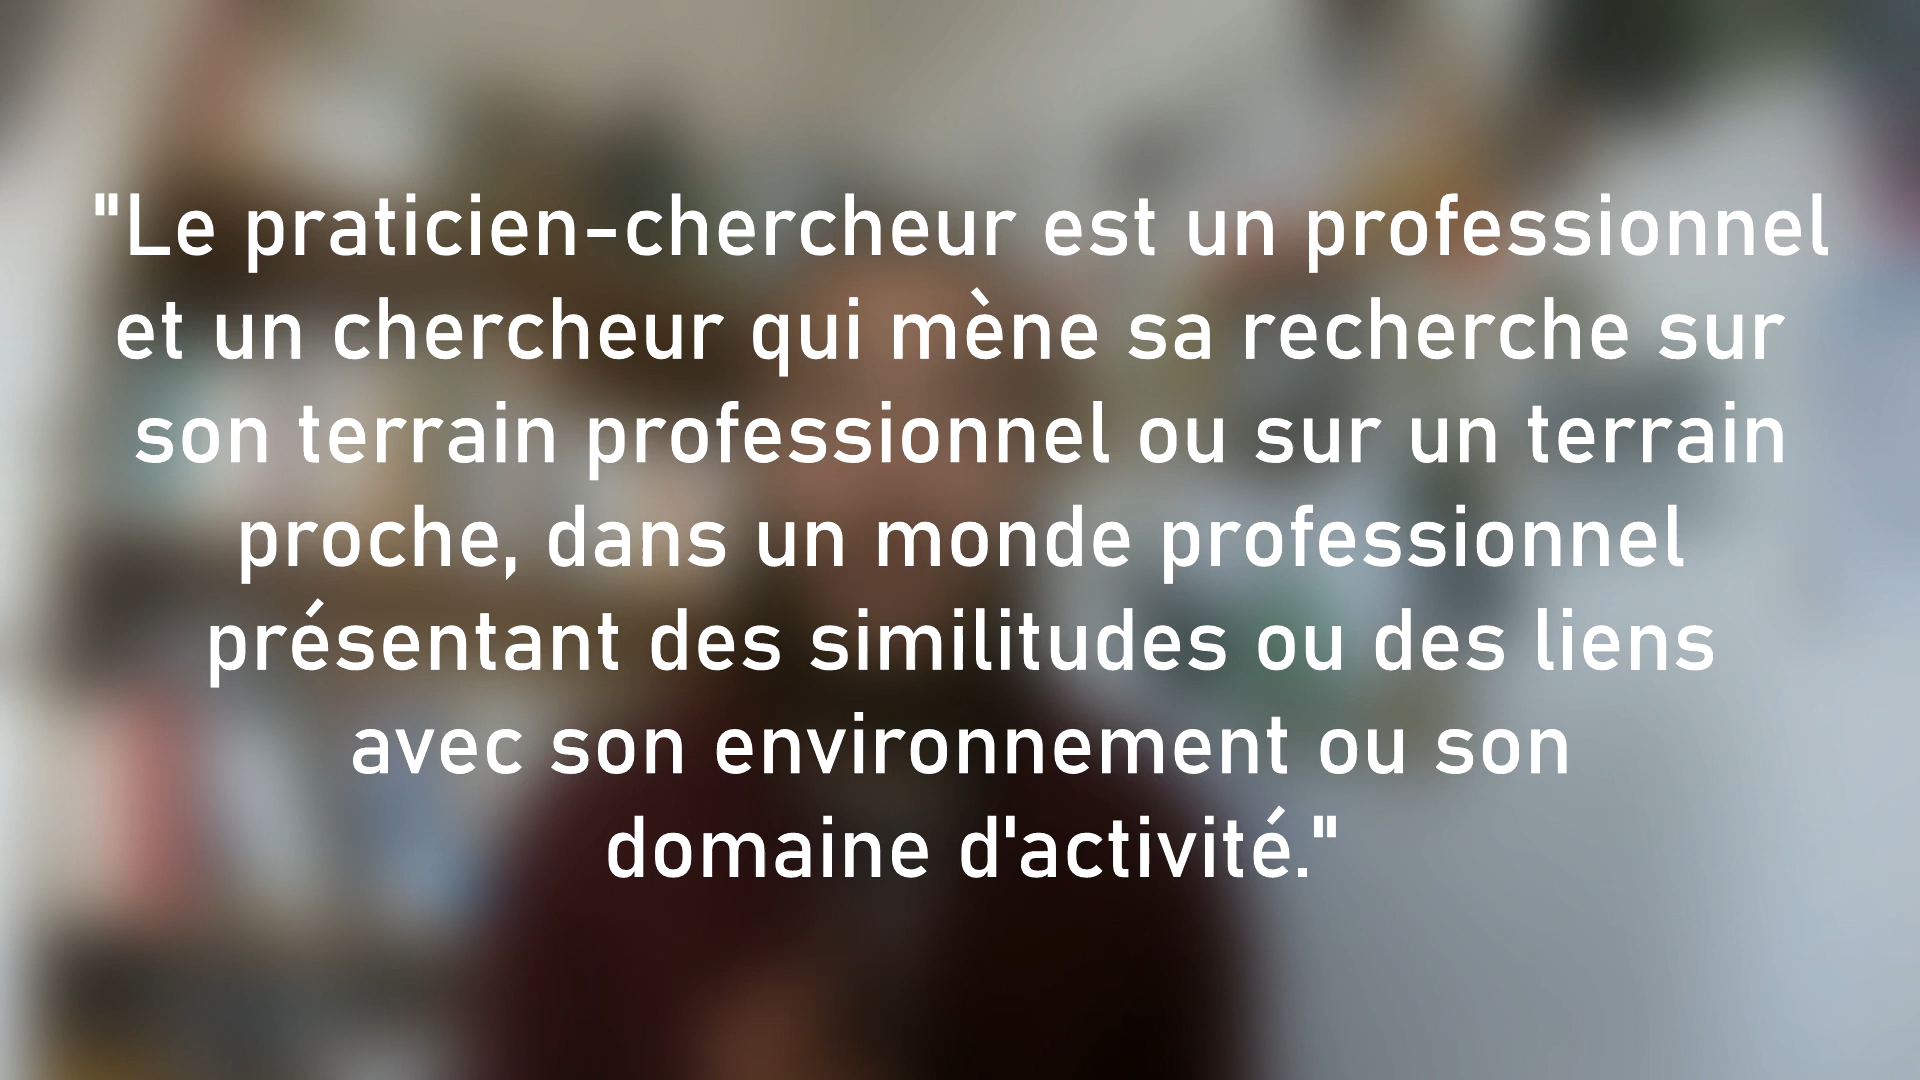 "Le praticien-chercheur est un professionnel
et un chercheur qui mène sa recherche sur
son terrain professionnel ou sur un terrain
proche, dans un monde professionnel
présentant des similitudes ou des liens
avec son environnement ou son
domaine d'activité."